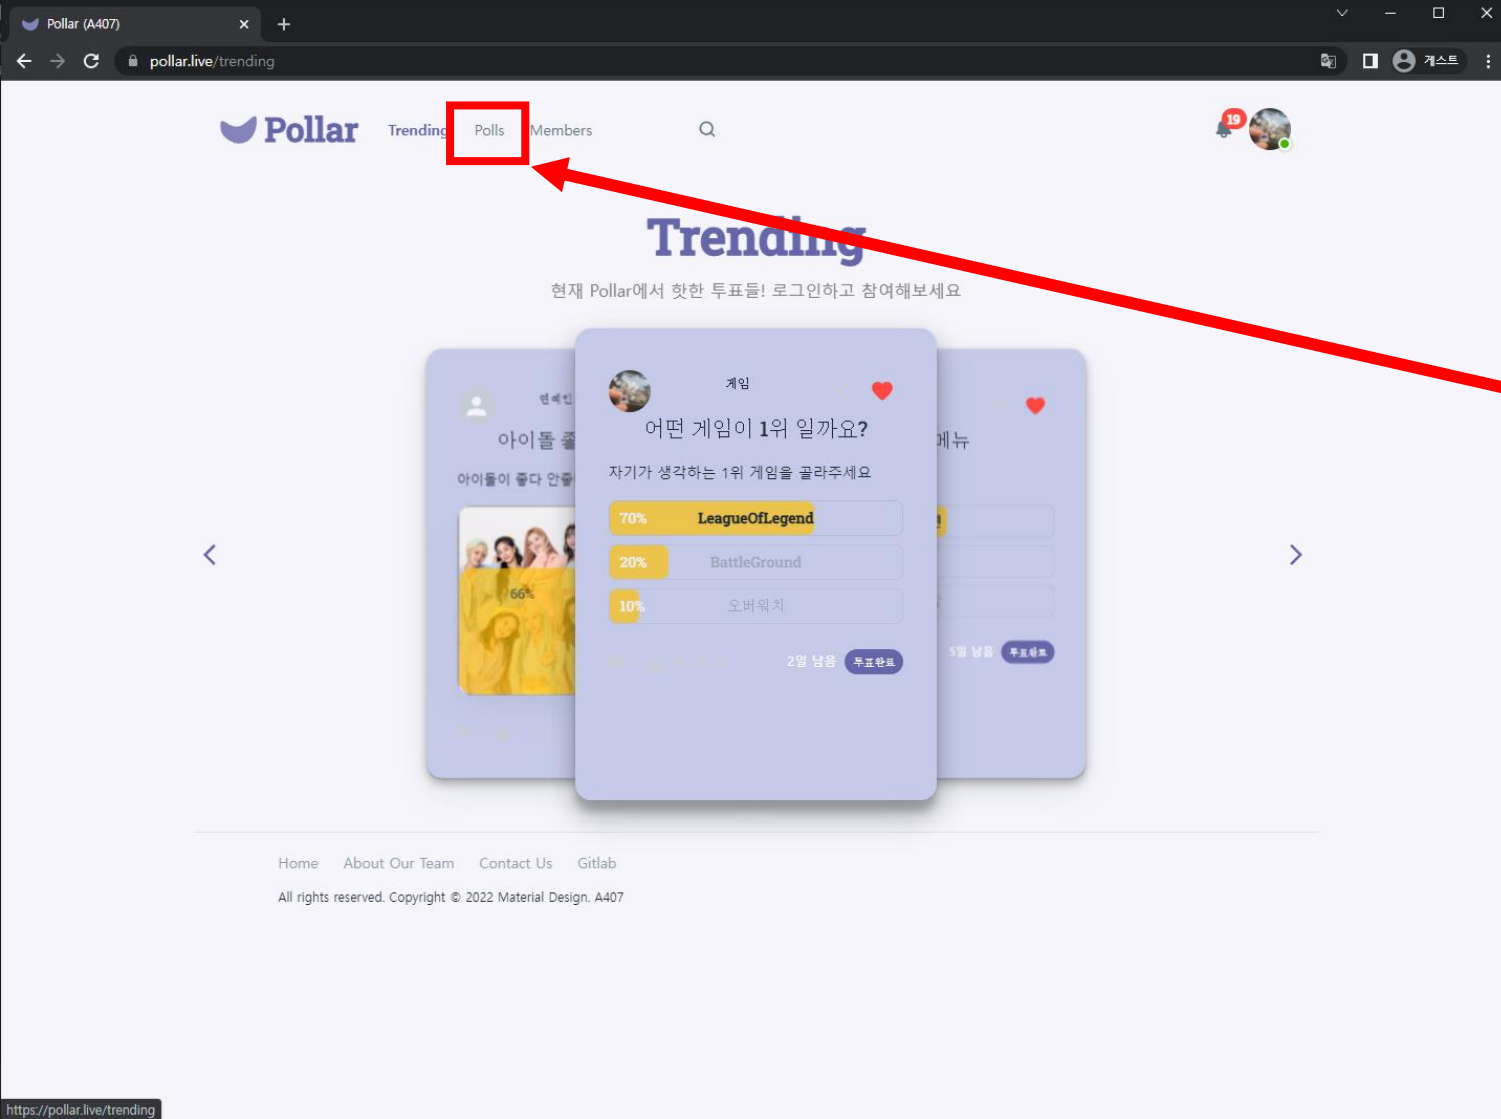 Pollar (A407)
pollar.live/trending
게스트
Pollar Trending Polls Members
19
Trending
현재 Pollar에서 핫한 투표들! 로그인하고 참여해보세요
연예인
아이돌
아이돌이 좋다
66%
게임
어떤 게임이 1위 일까요?
자기가 생각하는 1위 게임을 골라주세요
70% LeagueOfLegend
20% BattleGround
10% 오버워치
2일 남음 투표완료
메뉴
5일 남음 투표완료
Home About Our Team Contact Us Gitlab
All rights reserved. Copyright © 2022 Material Design. A407
https://pollar.live/trending